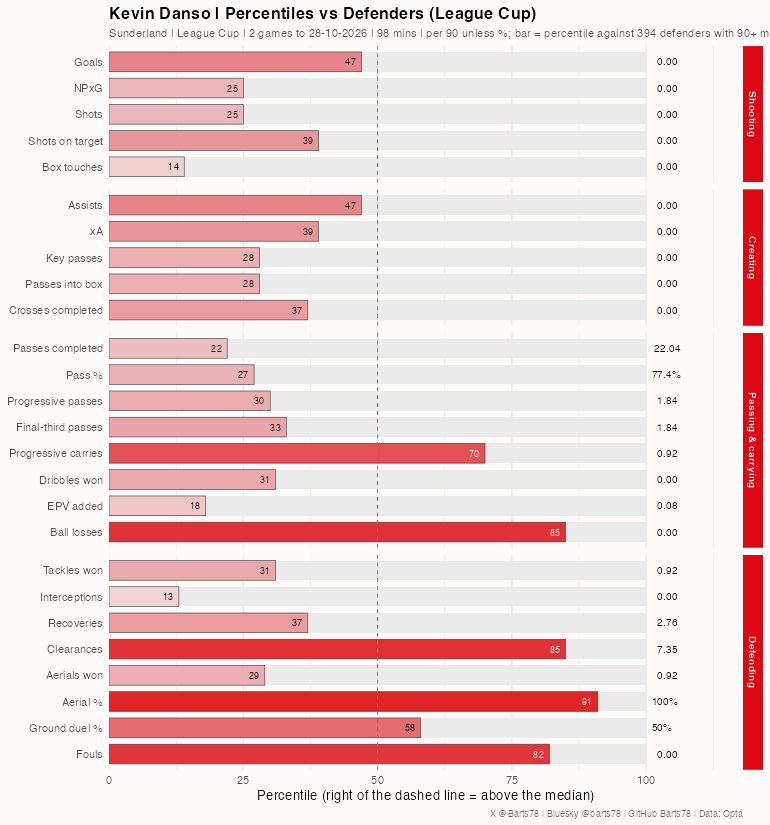 Kevin Danso | Percentiles vs Defenders (League Cup)
Sunderland | League Cup | 2 games to 28-10-2026 | 98 mins | per 90 unless %; bar = percentile against 394 defenders with 90+ m
Goals 47 0.00
NPxG 25 0.00
Shots 25 0.00
Shots on target 39 0.00
Box touches 14 0.00
Shooting
Assists 47 0.00
xA 39 0.00
Key passes 28 0.00
Passes into box 28 0.00
Crosses completed 37 0.00
Creating
Passes completed 22 22.04
Pass % 27 77.4%
Progressive passes 30 1.84
Final-third passes 33 1.84
Progressive carries 70 0.92
Dribbles won 31 0.00
EPV added 18 0.08
Ball losses 85 0.00
Passing & carrying
Tackles won 31 0.92
Interceptions 13 0.00
Recoveries 37 2.76
Clearances 85 7.35
Aerials won 29 0.92
Aerial % 91 100%
Ground duel % 58 50%
Fouls 82 0.00
Defending
0 25 50 75 100
Percentile (right of the dashed line = above the median)
X @Barts78 | Bluesky @barts78 | GitHub Barts78 | Data: Opta